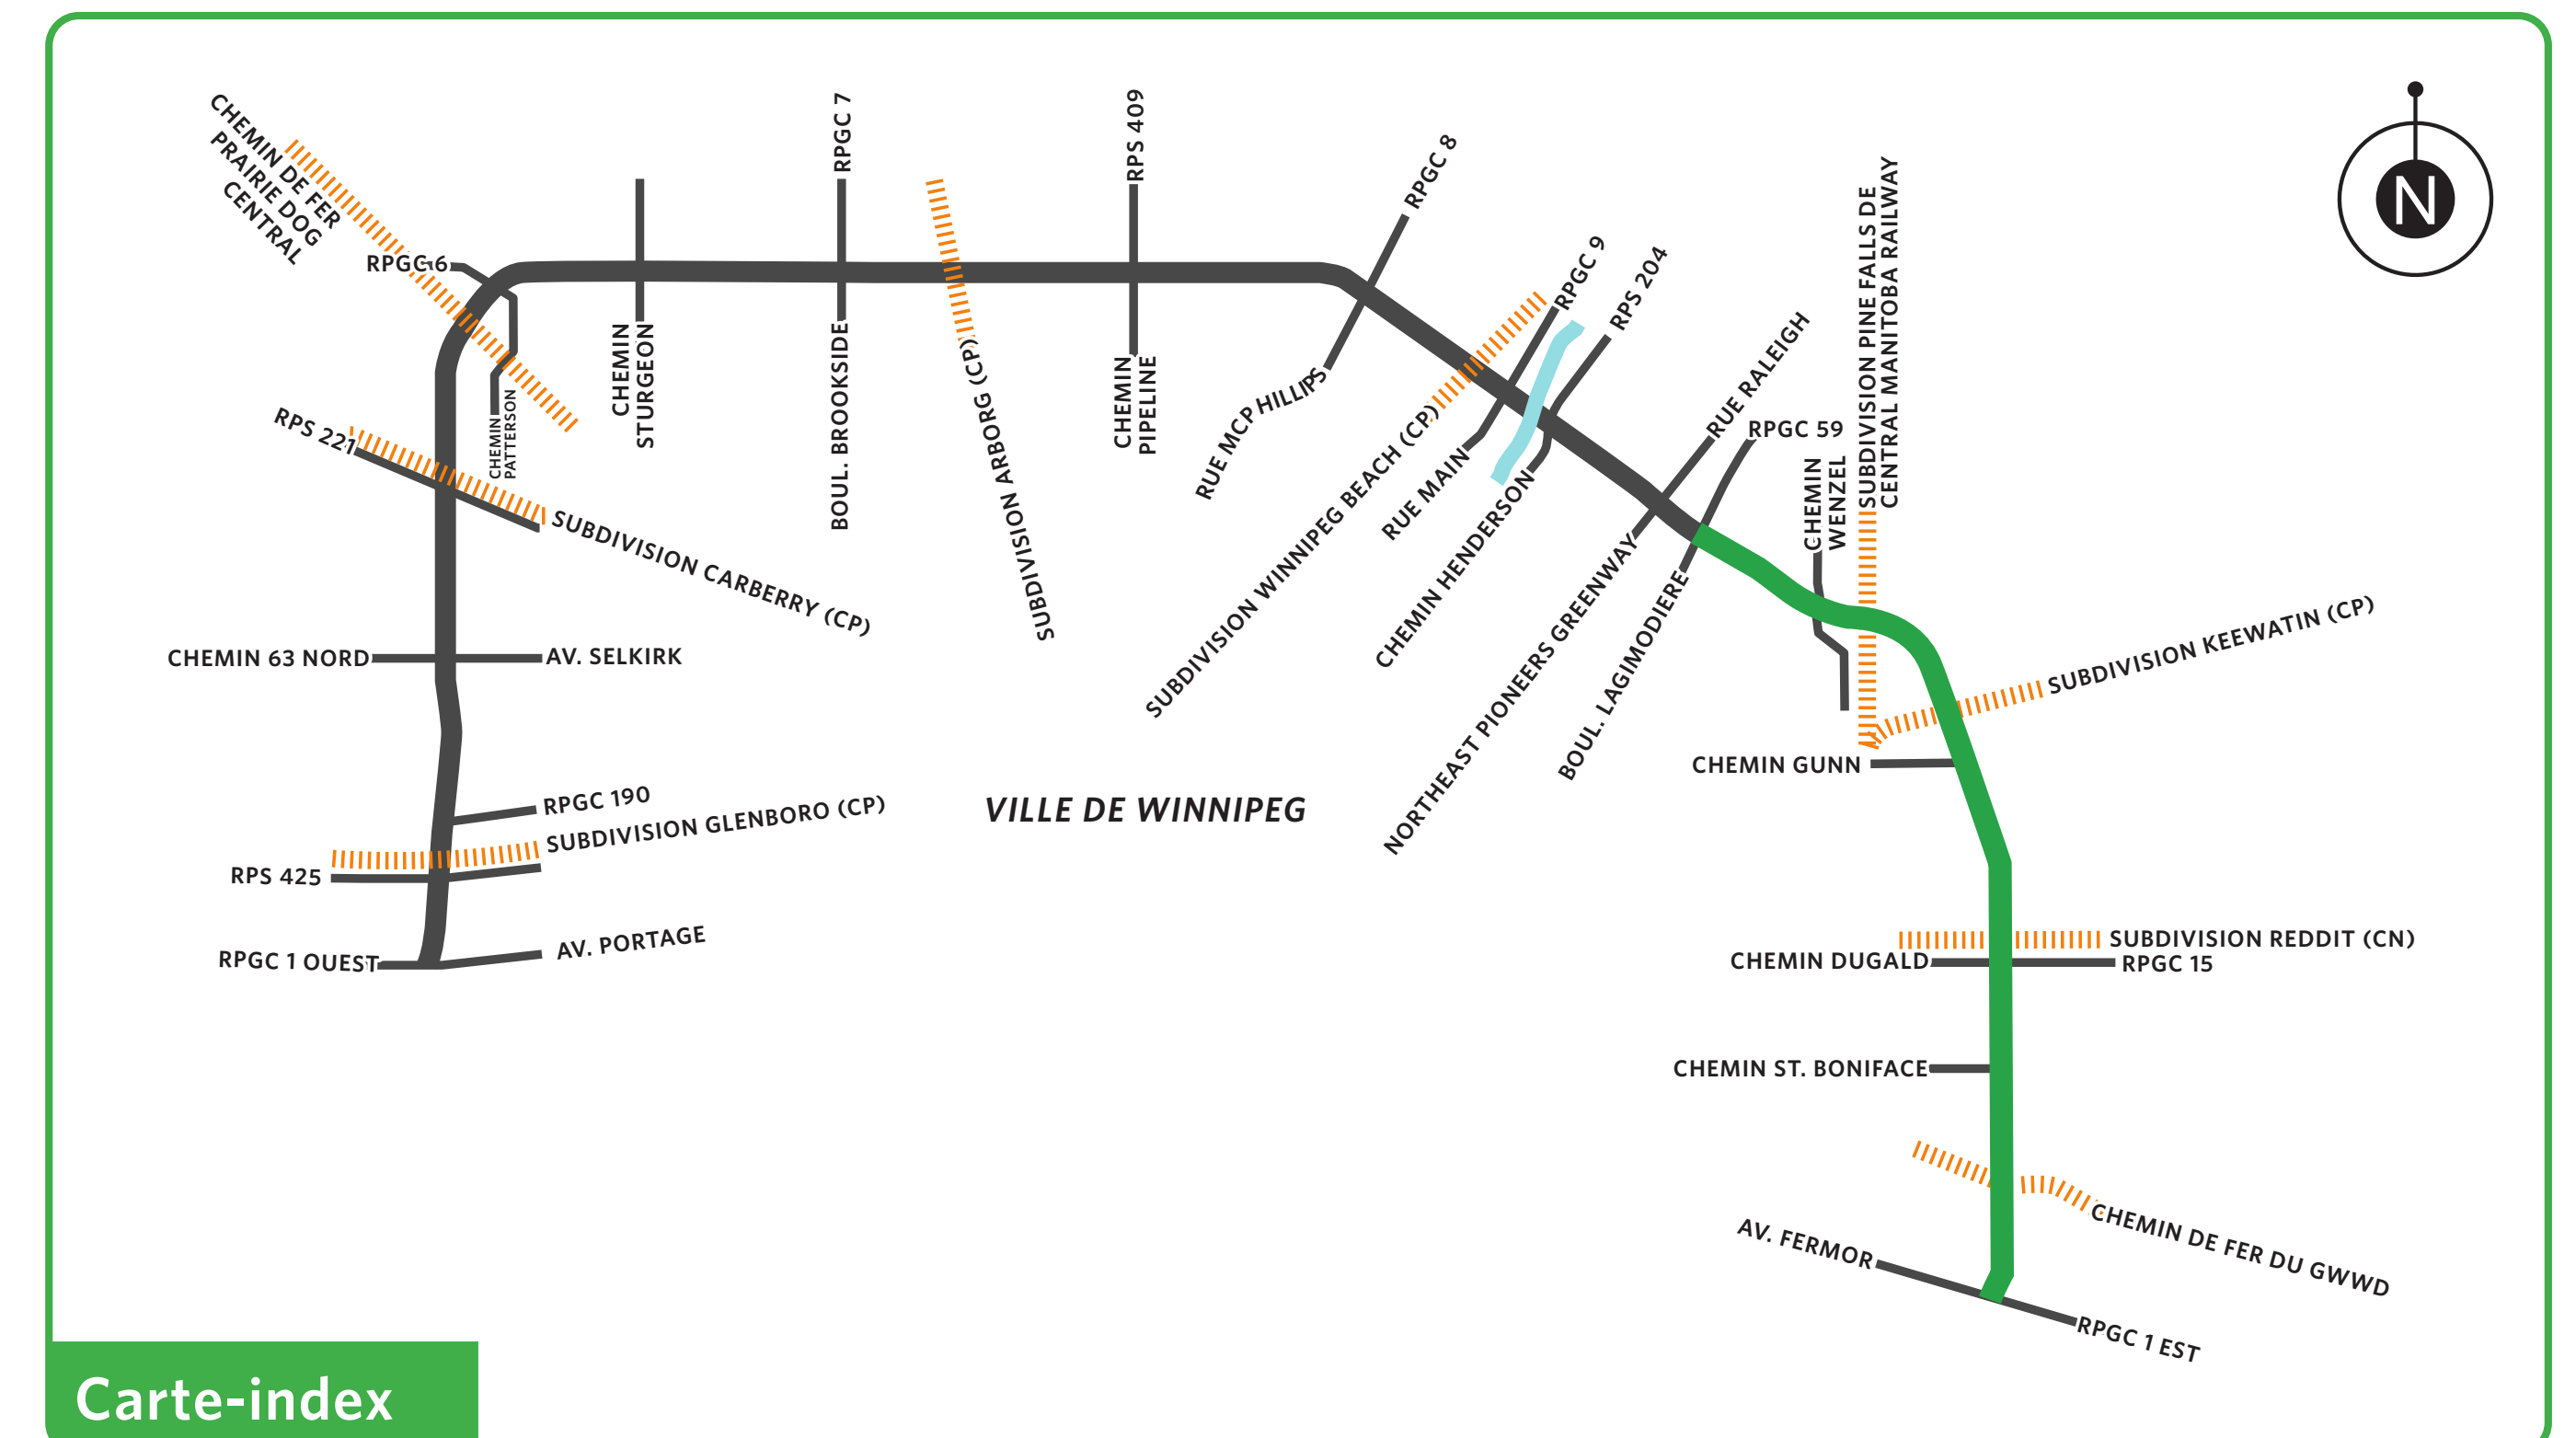 CHEMIN DE FER
PRAIRIE DOG
CENTRAL
RPGC 6
CHEMIN
PATTERSON
RPS 221
SUBDIVISION CARBERRY (CP)
CHEMIN 63 NORD
AV. SELKIRK
RPGC 190
SUBDIVISION GLENBORO (CP)
RPS 425
RPGC 1 OUEST
AV. PORTAGE
CHEMIN
STURGEON
RPGC 7
BOUL. BROOKSIDE
SUBDIVISION ARBORG (CP)
RPS 409
CHEMIN
PIPELINE
RPGC 8
RUE MCP HILLIPS
SUBDIVISION WINNIPEG BEACH (CP)
RPGC 9
RUE MAIN
RPS 204
CHEMIN HENDERSON
RUE RALEIGH
NORTHEAST PIONEERS GREENWAY
RPGC 59
BOUL. LAGIMODIERE
CHEMIN
WENZEL
SUBDIVISION PINE FALLS DE
CENTRAL MANITOBA RAILWAY
SUBDIVISION KEEWATIN (CP)
CHEMIN GUNN
VILLE DE WINNIPEG
SUBDIVISION REDDIT (CN)
CHEMIN DUGALD
RPGC 15
CHEMIN ST. BONIFACE
CHEMIN DE FER DU GWWD
AV. FERMOR
RPGC 1 EST
N
Carte-index